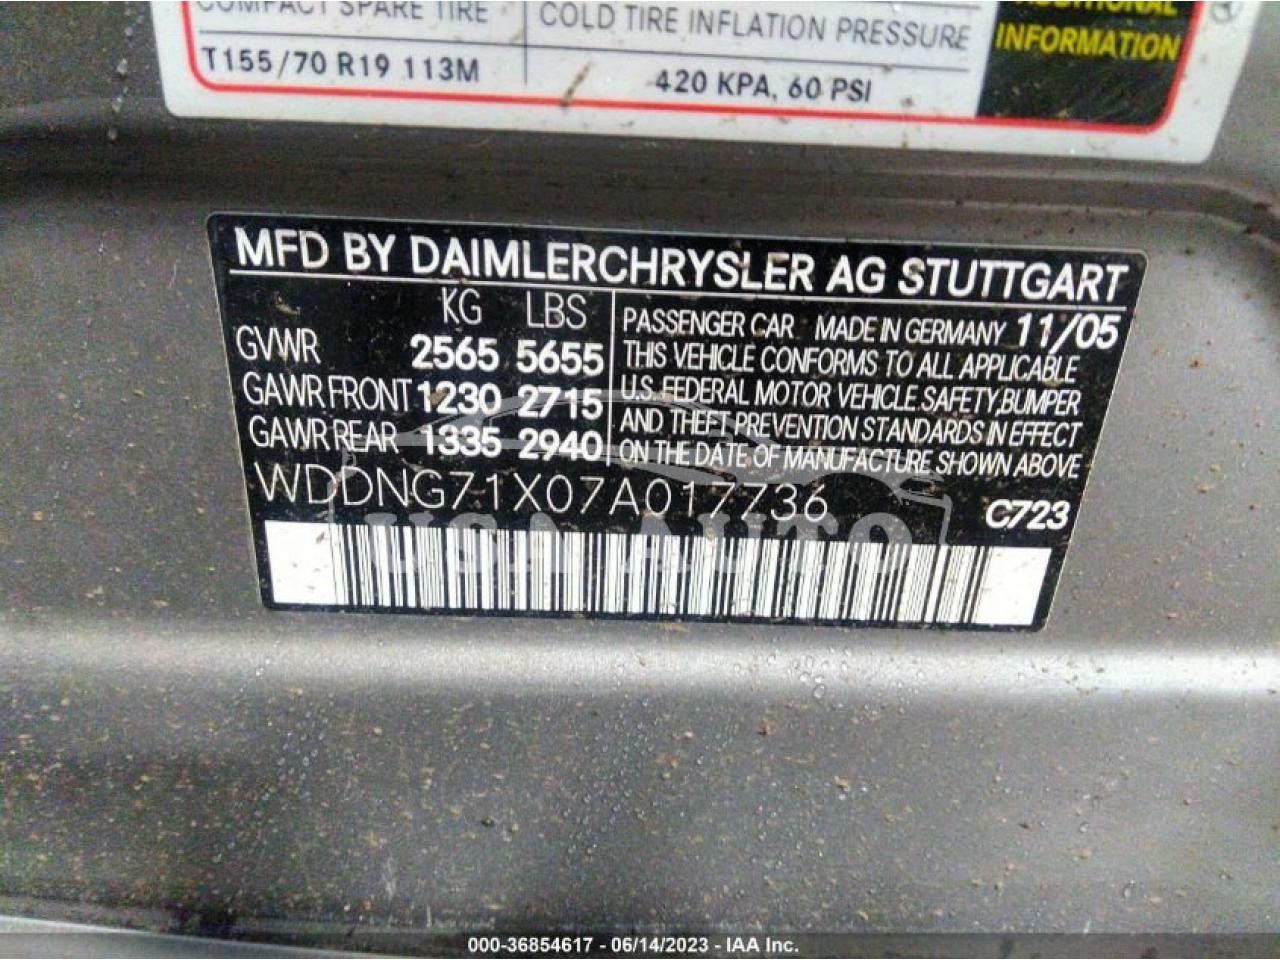 COMPACT SPARE TIRE
COLD TIRE INFLATION PRESSURE
ADDITIONAL
INFORMATION
T155/70 R19 113M
420 KPA, 60 PSI
MFD BY DAIMLERCHRYSLER AG STUTTGART
KG LBS
GVWR 2565 5655
GAWR FRONT 1230 2715
GAWR REAR 1335 2940
PASSENGER CAR MADE IN GERMANY 11/05
THIS VEHICLE CONFORMS TO ALL APPLICABLE
U.S. FEDERAL MOTOR VEHICLE SAFETY,BUMPER
AND THEFT PREVENTION STANDARDS IN EFFECT
ON THE DATE OF MANUFACTURE SHOWN ABOVE
WDDNG71X07A017736
C723
USA AUTO
000-36854617 - 06/14/2023 - IAA Inc.